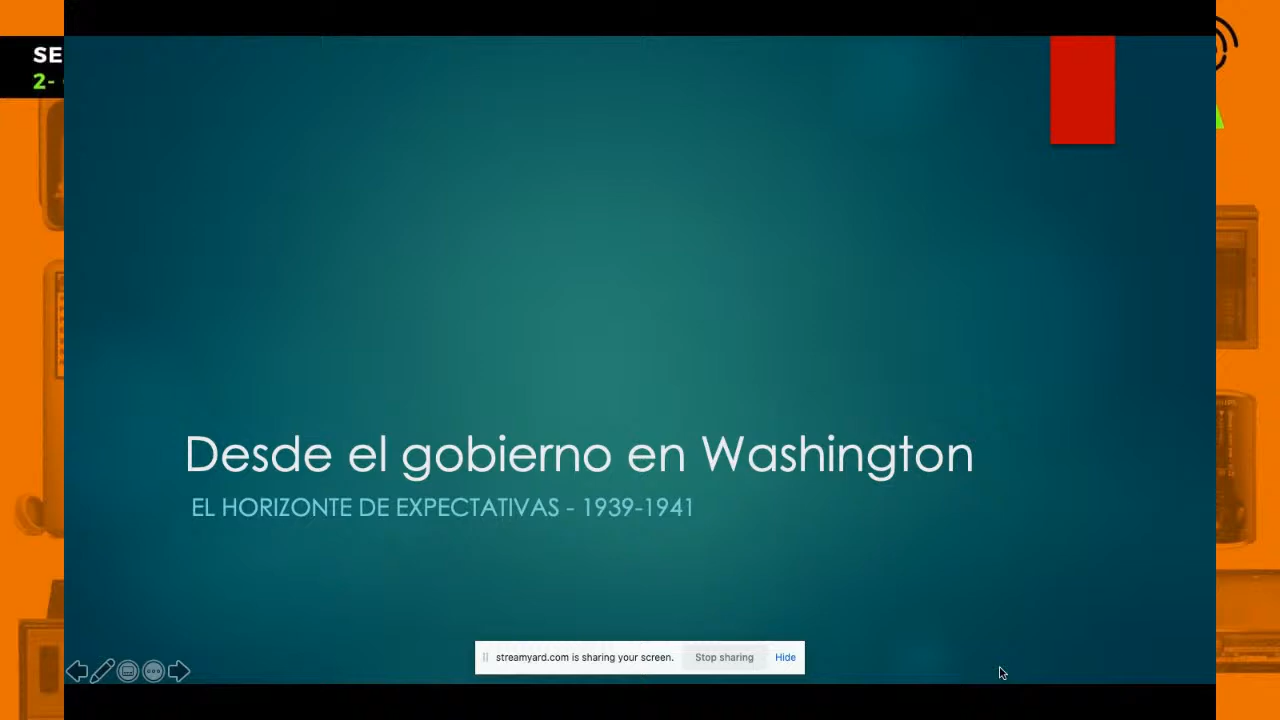 SE
2-
Desde el gobierno en Washington
EL HORIZONTE DE EXPECTATIVAS - 1939-1941
streamyard.com is sharing your screen. Stop sharing Hide